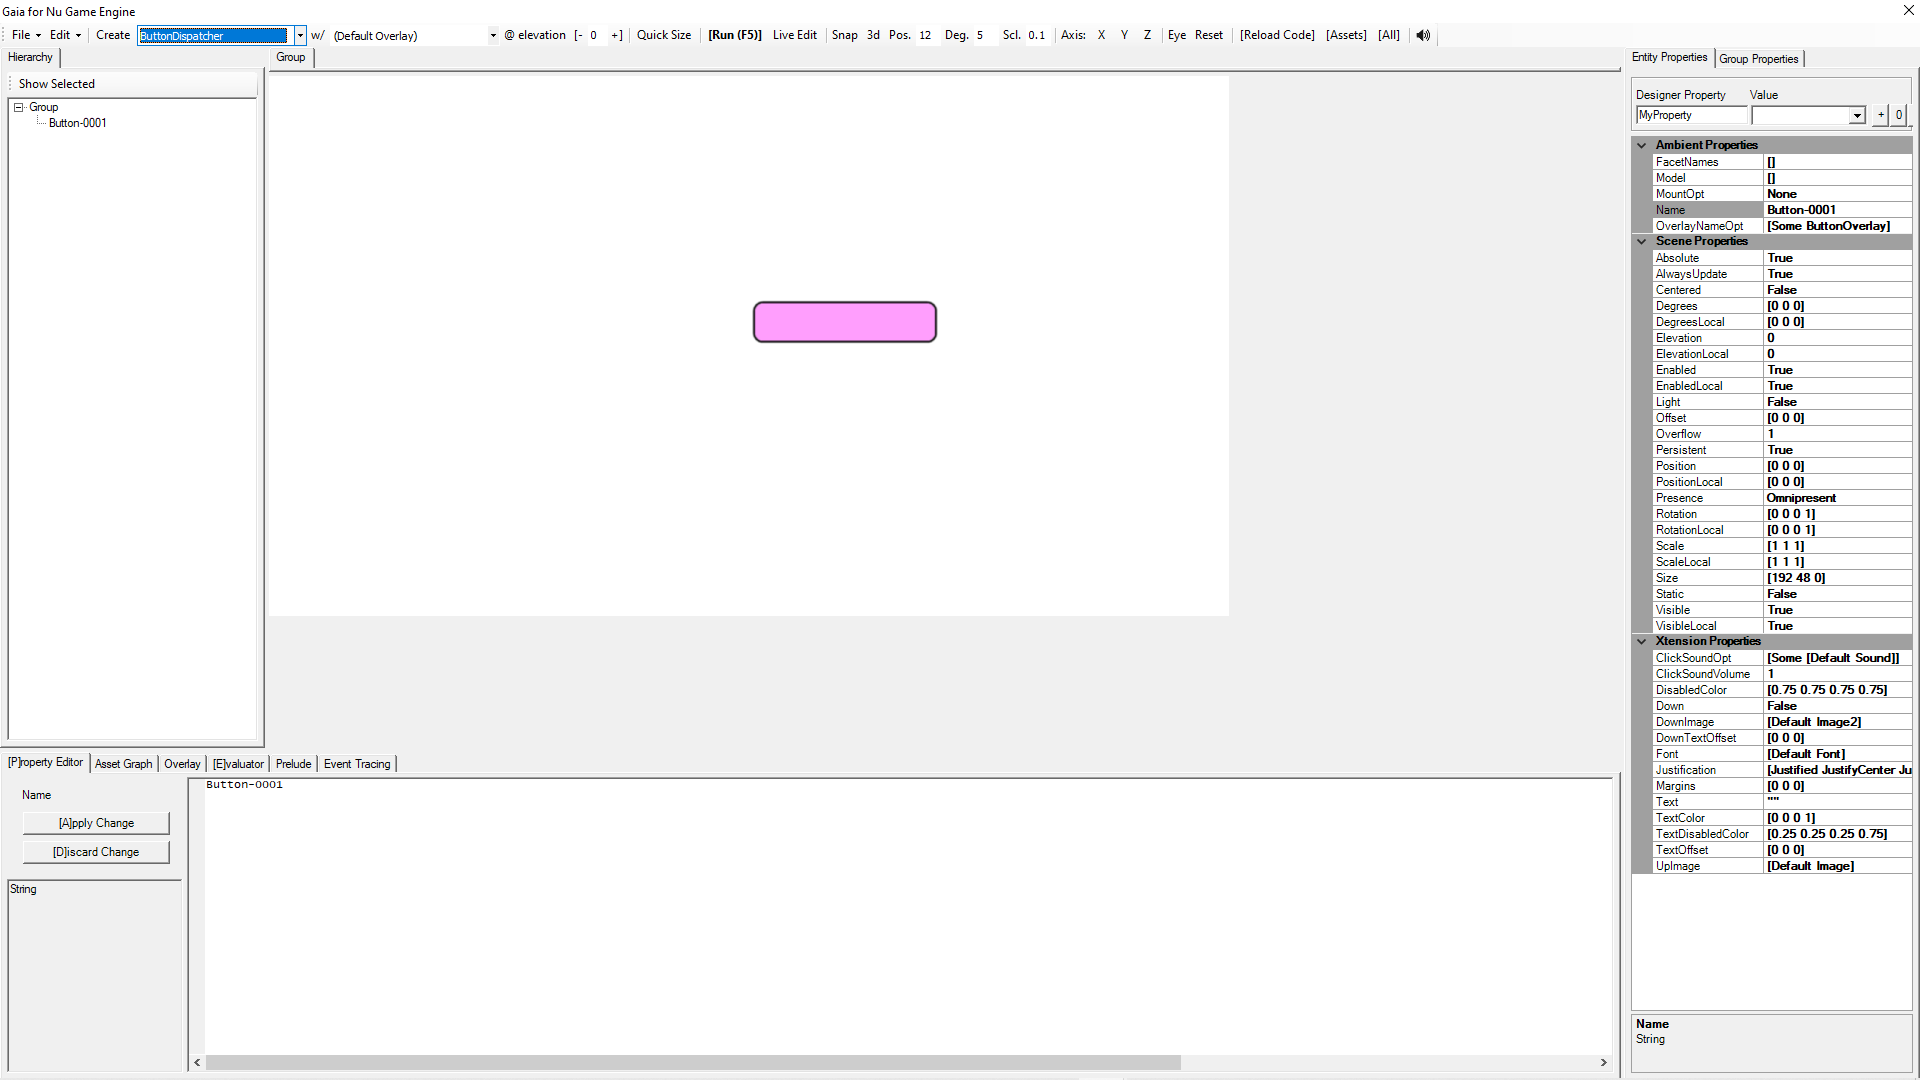 Gaia for Nu Game Engine
File Edit Create ButtonDispatcher w/ (Default Overlay) @ elevation [- 0 +] Quick Size [Run (F5)] Live Edit Snap 3d Pos. 12 Deg. 5 Scl. 0.1 Axis: X Y Z Eye Reset [Reload Code] [Assets] [All]
Hierarchy
Show Selected
Group
Button-0001
Group
Entity Properties Group Properties
Designer Property Value
MyProperty + 0
Ambient Properties
FacetNames []
Model []
MountOpt None
Name Button-0001
OverlayNameOpt [Some ButtonOverlay]
Scene Properties
Absolute True
AlwaysUpdate True
Centered False
Degrees [0 0 0]
DegreesLocal [0 0 0]
Elevation 0
ElevationLocal 0
Enabled True
EnabledLocal True
Light False
Offset [0 0 0]
Overflow 1
Persistent True
Position [0 0 0]
PositionLocal [0 0 0]
Presence Omnipresent
Rotation [0 0 0 1]
RotationLocal [0 0 0 1]
Scale [1 1 1]
ScaleLocal [1 1 1]
Size [192 48 0]
Static False
Visible True
VisibleLocal True
Xtension Properties
ClickSoundOpt [Some [Default Sound]]
ClickSoundVolume 1
DisabledColor [0.75 0.75 0.75 0.75]
Down False
DownImage [Default Image2]
DownTextOffset [0 0 0]
Font [Default Font]
Justification [Justified JustifyCenter Ju
Margins [0 0 0]
Text ""
TextColor [0 0 0 1]
TextDisabledColor [0.25 0.25 0.25 0.75]
TextOffset [0 0 0]
UpImage [Default Image]
Name
String
[P]roperty Editor Asset Graph Overlay [E]valuator Prelude Event Tracing
Name
[A]pply Change
[D]iscard Change
String
Button-0001